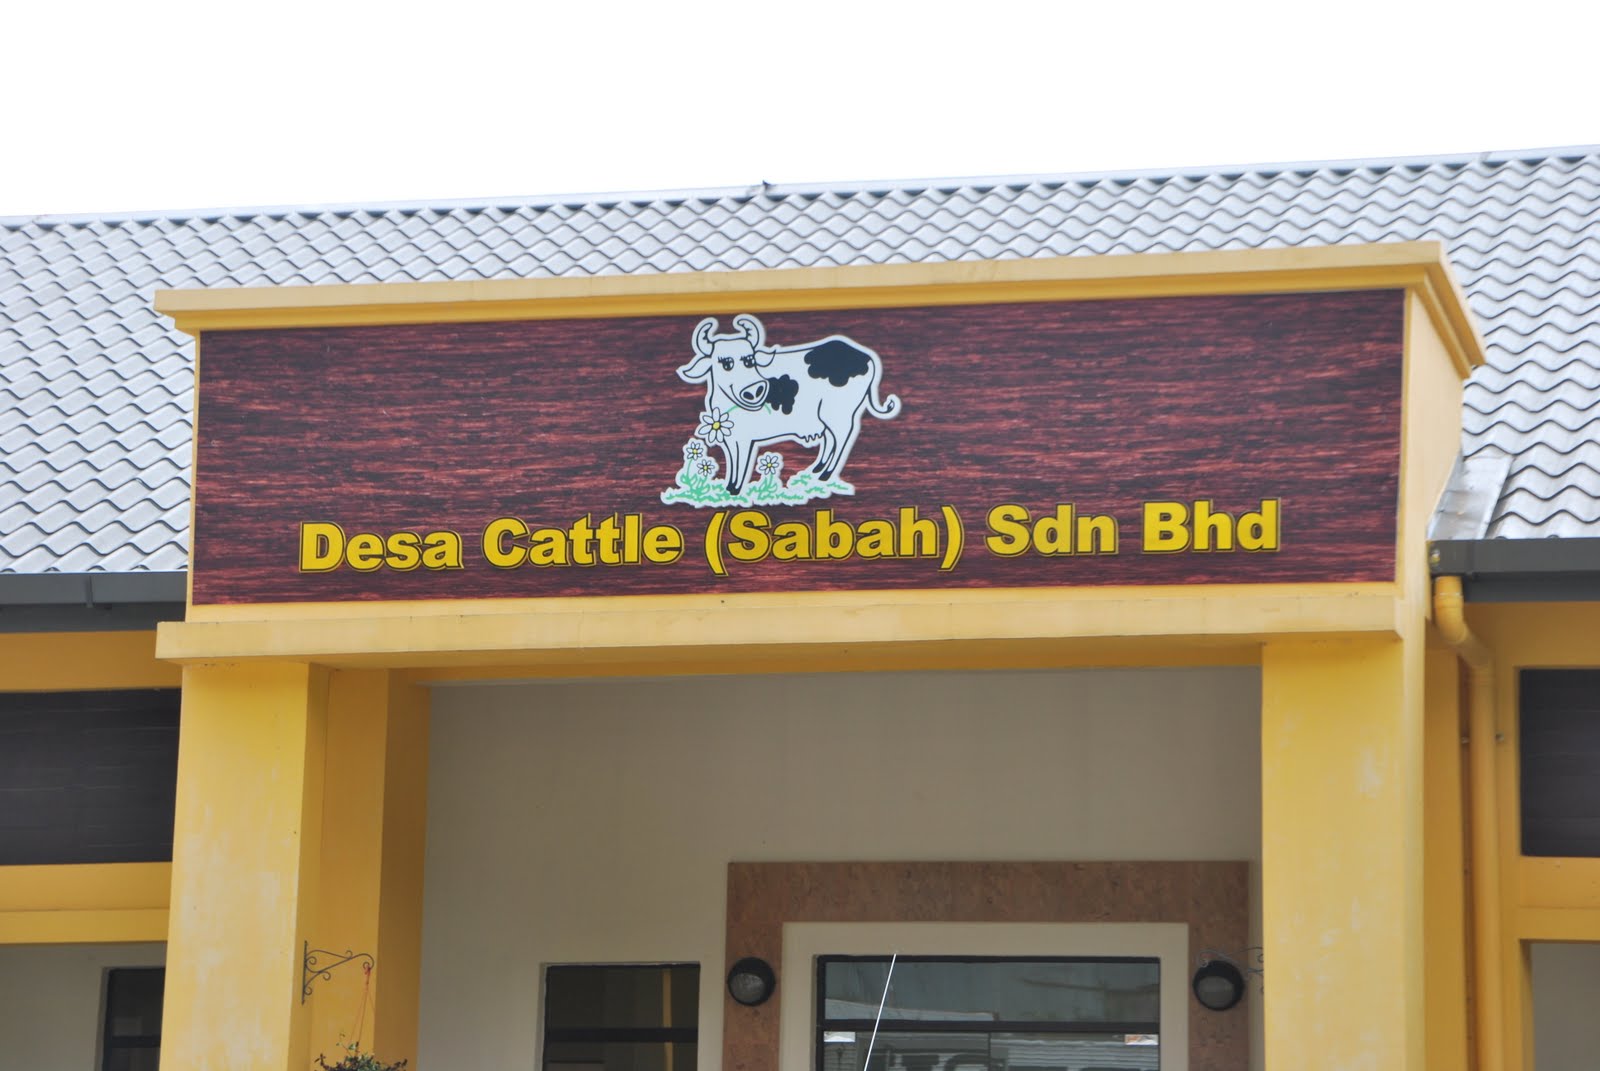 Desa Cattle (Sabah) Sdn Bhd